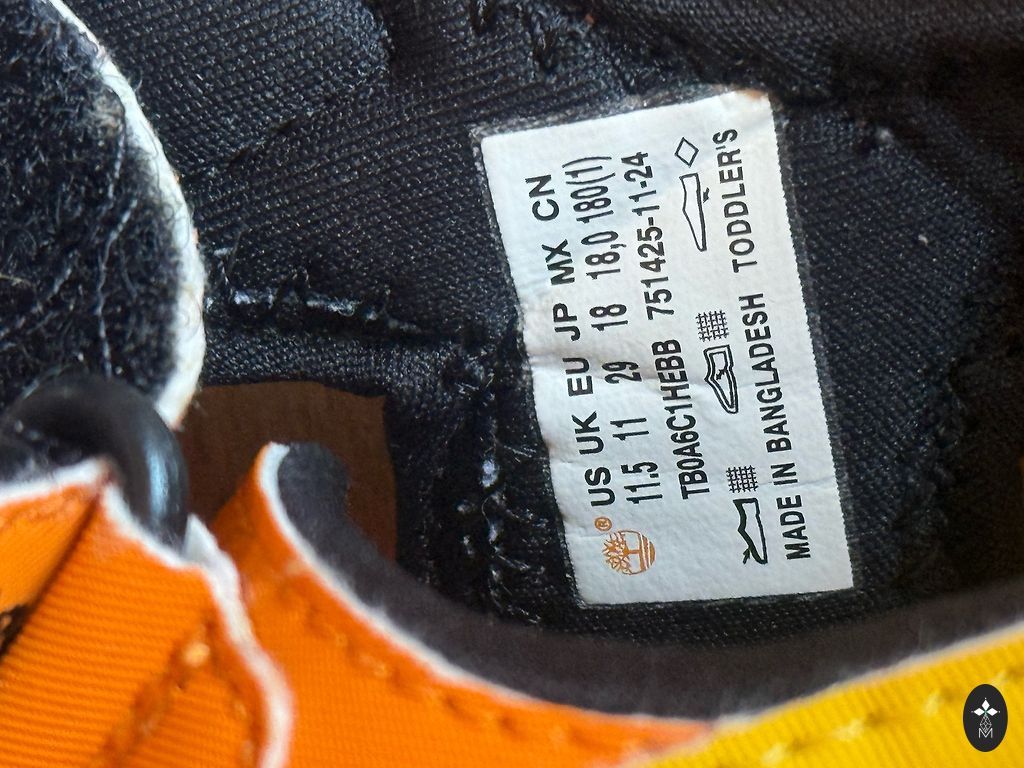 US UK EU JP MX CN
11.5 11 29 18 18,0 180(1)
TB0A6C1HEBB 751425-11-24
MADE IN BANGLADESH TODDLER'S
®
M